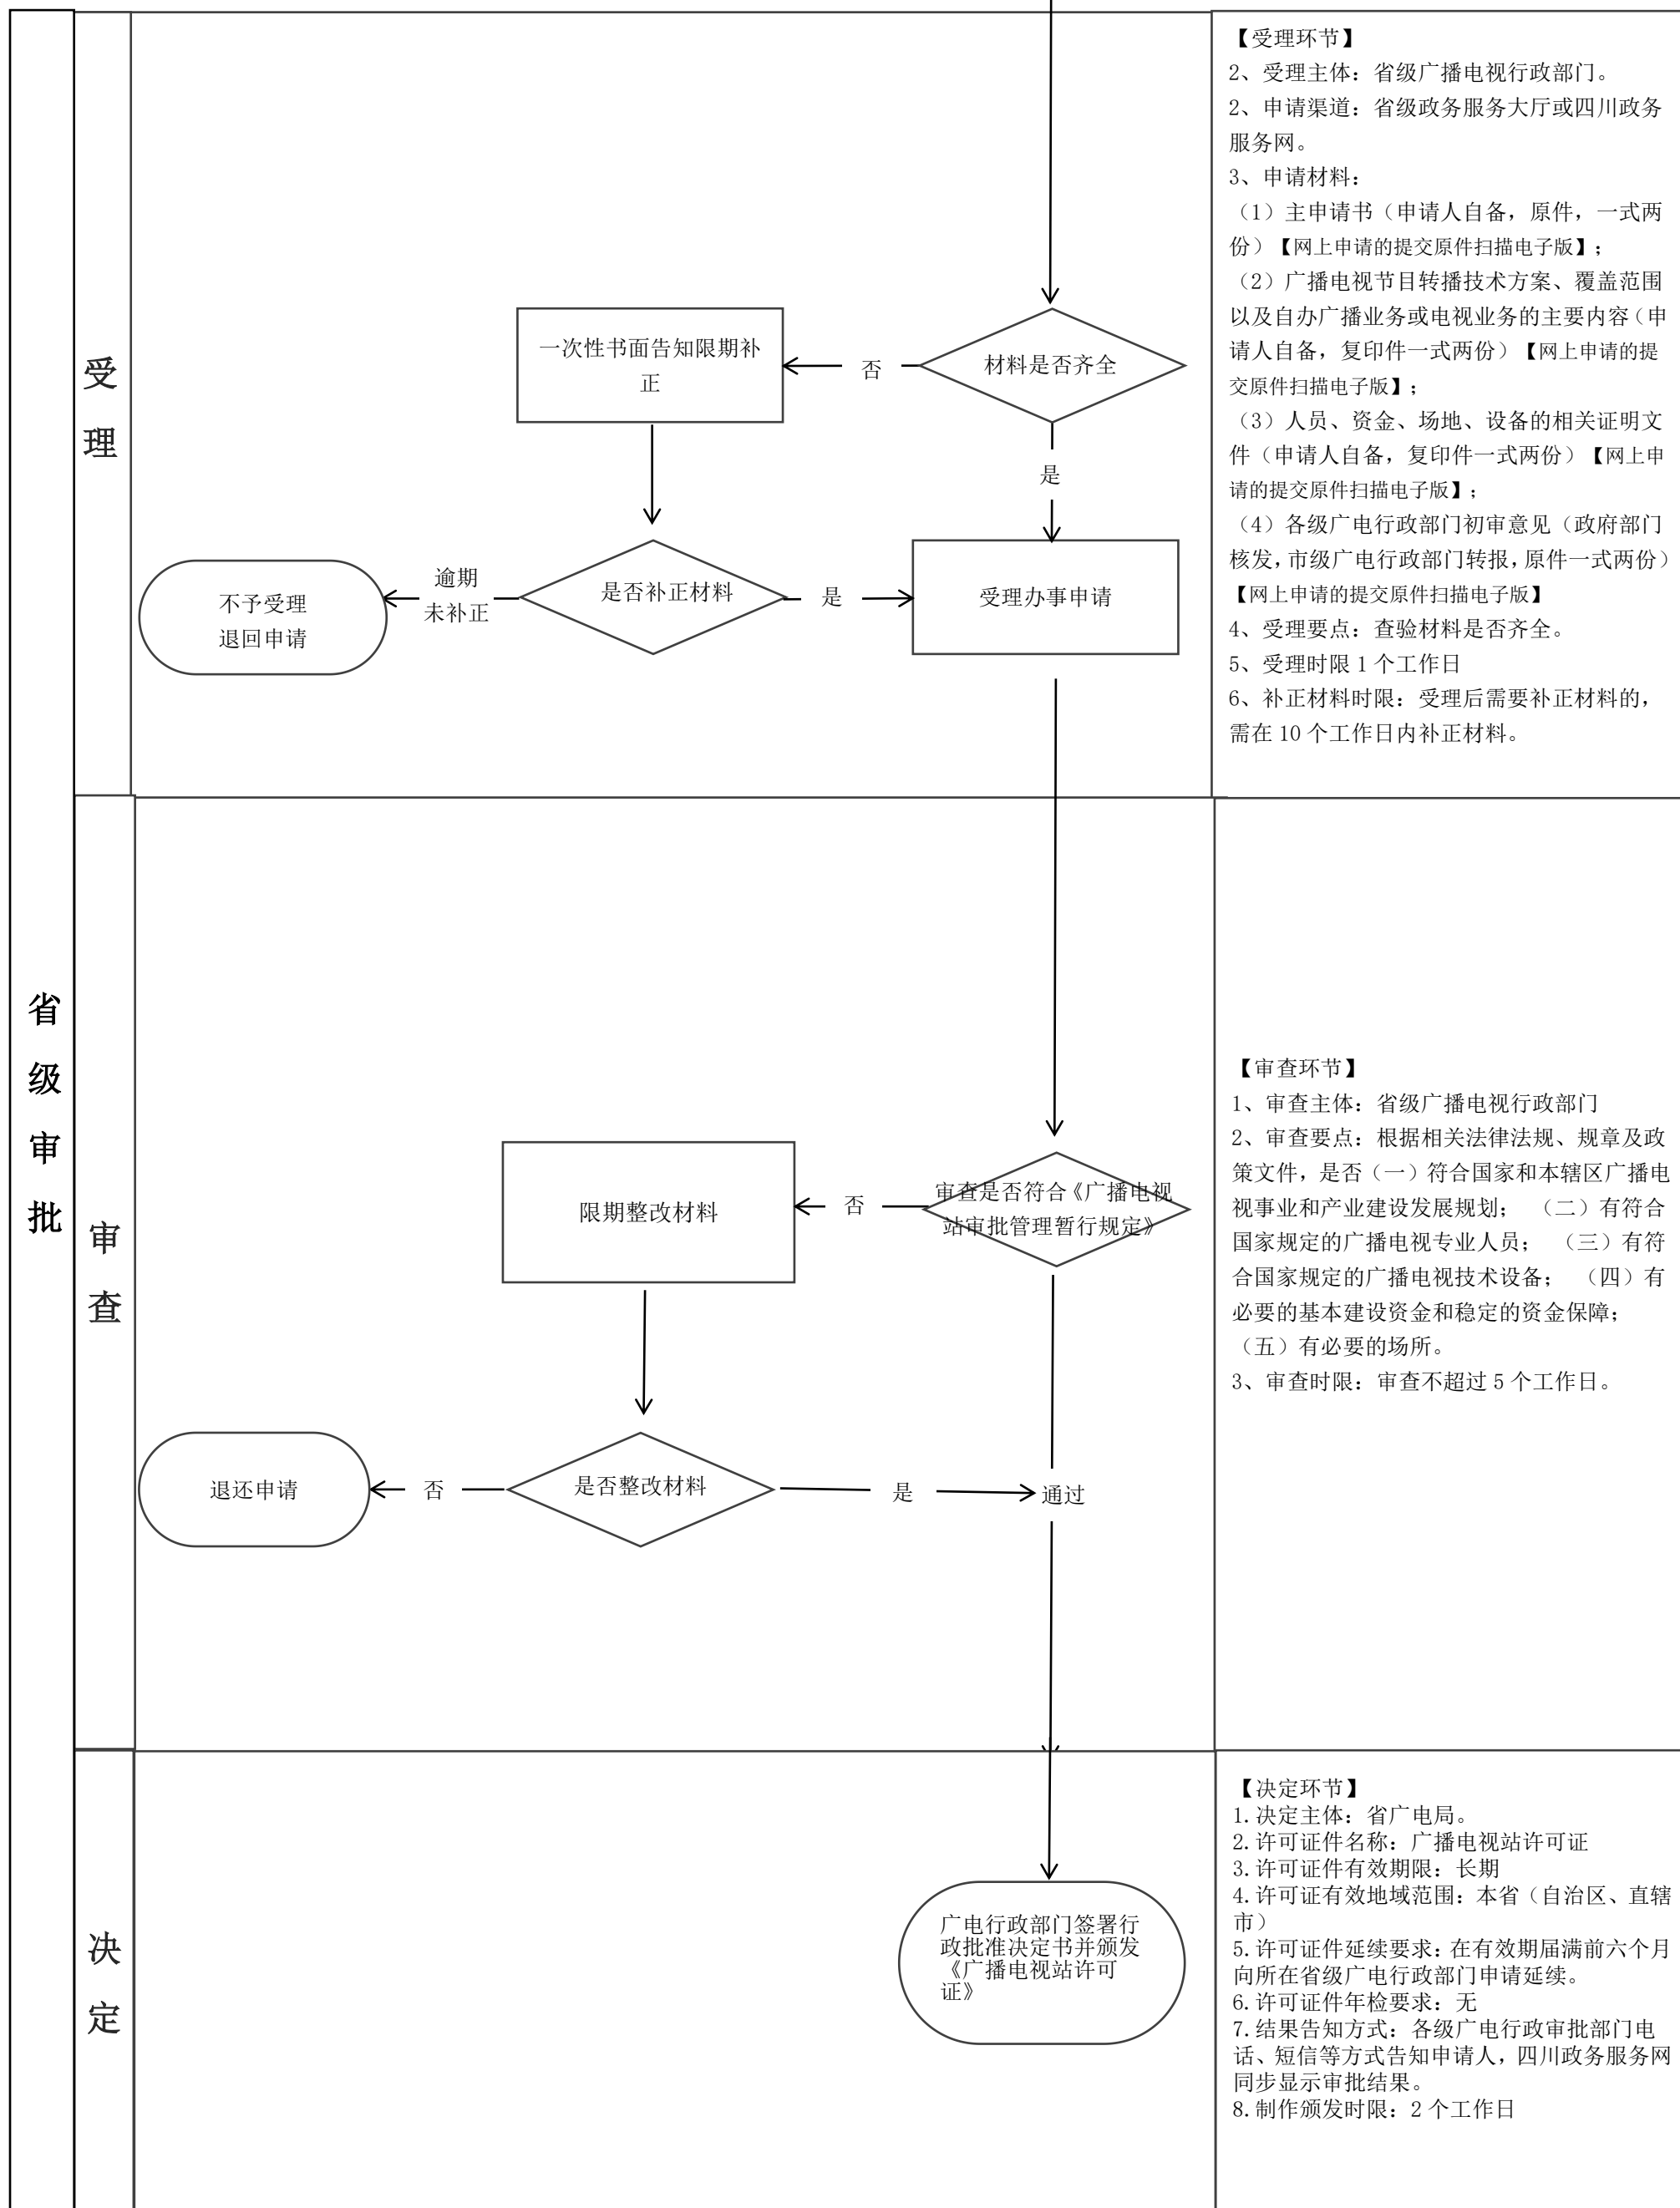 省
级
审
批
受
理
材料是否齐全
否
一次性书面告知限期补
正
是
是否补正材料
逾期
未补正
不予受理
退回申请
是
受理办事申请
【受理环节】
2、受理主体：省级广播电视行政部门。
2、申请渠道：省级政务服务大厅或四川政务
服务网。
3、申请材料：
（1）主申请书（申请人自备，原件，一式两
份）【网上申请的提交原件扫描电子版】；
（2）广播电视节目转播技术方案、覆盖范围
以及自办广播业务或电视业务的主要内容（申
请人自备，复印件一式两份）【网上申请的提
交原件扫描电子版】；
（3）人员、资金、场地、设备的相关证明文
件（申请人自备，复印件一式两份）【网上申
请的提交原件扫描电子版】；
（4）各级广电行政部门初审意见（政府部门
核发，市级广电行政部门转报，原件一式两份）
【网上申请的提交原件扫描电子版】
4、受理要点：查验材料是否齐全。
5、受理时限 1 个工作日
6、补正材料时限：受理后需要补正材料的，
需在 10 个工作日内补正材料。
审
查
审查是否符合《广播电视
站审批管理暂行规定》
否
限期整改材料
是否整改材料
否
退还申请
是
通过
【审查环节】
1、审查主体：省级广播电视行政部门
2、审查要点：根据相关法律法规、规章及政
策文件，是否（一）符合国家和本辖区广播电
视事业和产业建设发展规划； （二）有符合
国家规定的广播电视专业人员； （三）有符
合国家规定的广播电视技术设备； （四）有
必要的基本建设资金和稳定的资金保障；
（五）有必要的场所。
3、审查时限：审查不超过 5 个工作日。
决
定
广电行政部门签署行
政批准决定书并颁发
《广播电视站许可
证》
【决定环节】
1.决定主体：省广电局。
2.许可证件名称：广播电视站许可证
3.许可证件有效期限：长期
4.许可证有效地域范围：本省（自治区、直辖
市）
5.许可证件延续要求：在有效期届满前六个月
向所在省级广电行政部门申请延续。
6.许可证件年检要求：无
7.结果告知方式：各级广电行政审批部门电
话、短信等方式告知申请人，四川政务服务网
同步显示审批结果。
8.制作颁发时限：2 个工作日